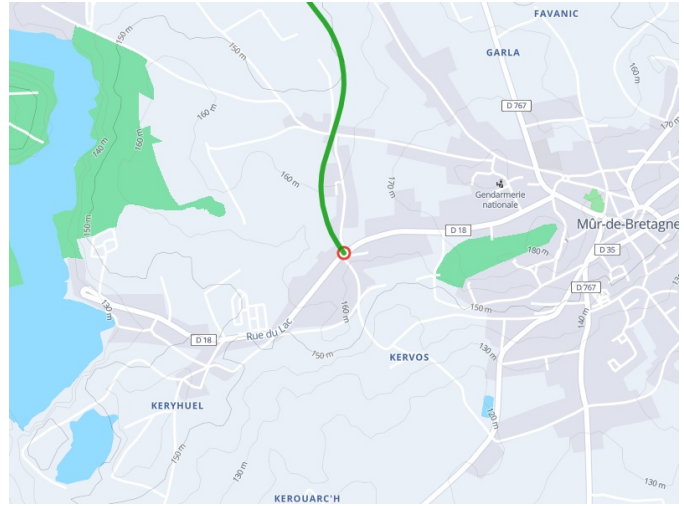 FAVANIC
150 m
GARLA
160 m
160 m
D 767
160 m
170 m
140 m
160 m
160 m
170 m
Gendarmerie
nationale
Mûr-de-Bretagne
150 m
D 18
180 m
D 35
D 767
130 m
160 m
150 m
140 m
Rue du Lac
D 18
750 m
KERVOS
130 m
KERYHUEL
120 m
150 m
130 m
130 m
KEROUARC'H